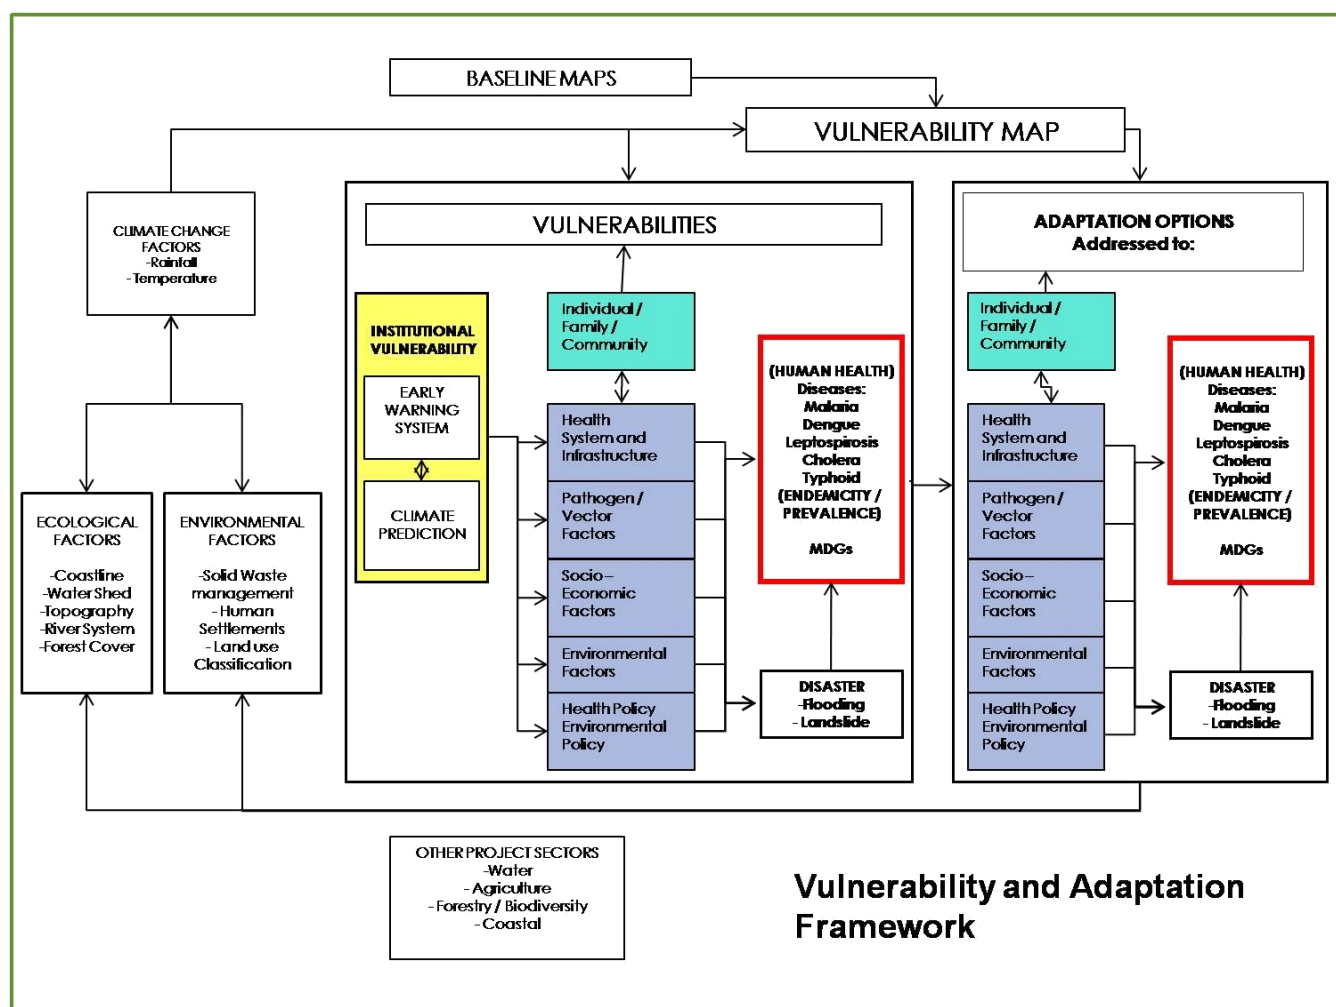 BASELINE MAPS
VULNERABILITY MAP
CLIMATE CHANGE
FACTORS
-Rainfall
- Temperature
VULNERABILITIES
ADAPTATION OPTIONS
Addressed to:
INSTITUTIONAL
VULNERABILITY
EARLY
WARNING
SYSTEM
CLIMATE
PREDICTION
Individual /
Family /
Community
Health
System and
Infrastructure
Pathogen /
Vector
Factors
Socio –
Economic
Factors
Environmental
Factors
Health Policy
Environmental
Policy
(HUMAN HEALTH)
Diseases:
Malaria
Dengue
Leptospirosis
Cholera
Typhoid
(ENDEMICITY /
PREVALENCE)
MDGs
DISASTER
-Flooding
- Landslide
Individual /
Family /
Community
Health
System and
Infrastructure
Pathogen /
Vector
Factors
Socio –
Economic
Factors
Environmental
Factors
Health Policy
Environmental
Policy
(HUMAN HEALTH)
Diseases:
Malaria
Dengue
Leptospirosis
Cholera
Typhoid
(ENDEMICITY /
PREVALENCE)
MDGs
DISASTER
-Flooding
- Landslide
ECOLOGICAL
FACTORS
-Coastline
-Water Shed
-Topography
-River System
-Forest Cover
ENVIRONMENTAL
FACTORS
-Solid Waste
management
- Human
Settlements
- Land use
Classification
OTHER PROJECT SECTORS
-Water
- Agriculture
- Forestry / Biodiversity
- Coastal
Vulnerability and Adaptation
Framework